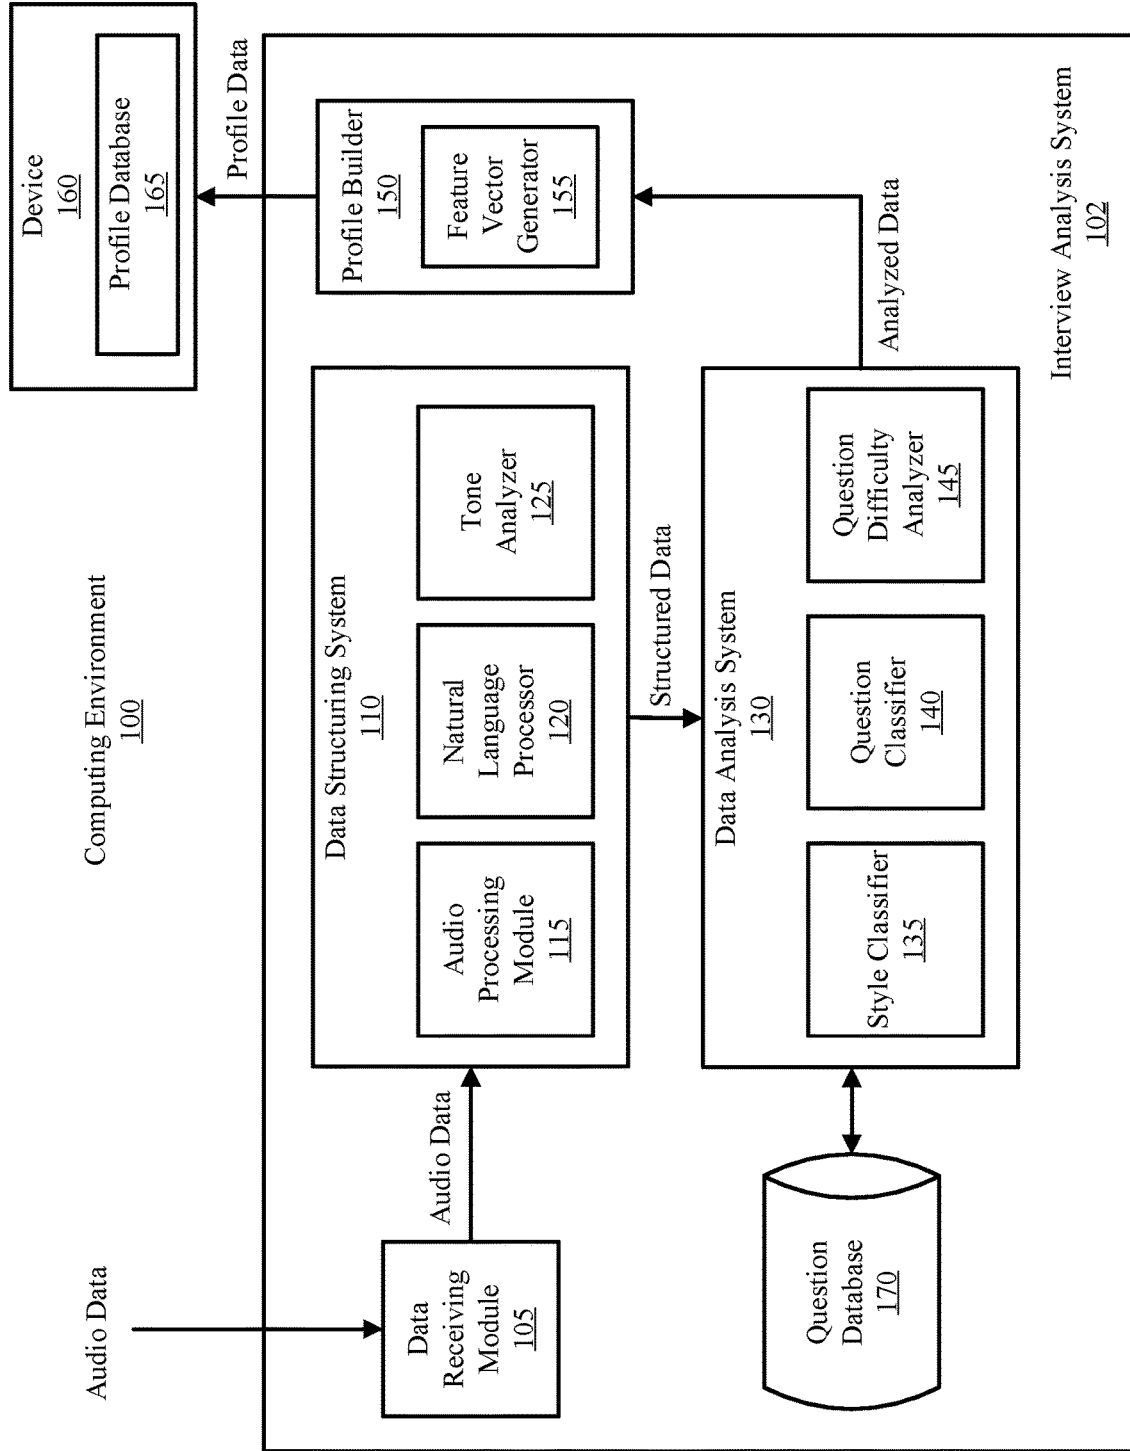 Computing Environment
100
Audio Data
Device
160
Profile Database
165
Profile Data
Data
Receiving
Module
105
Audio Data
Data Structuring System
110
Audio
Processing
Module
115
Natural
Language
Processor
120
Tone
Analyzer
125
Profile Builder
150
Feature
Vector
Generator
155
Structured Data
Question
Database
170
Data Analysis System
130
Style Classifier
135
Question
Classifier
140
Question
Difficulty
Analyzer
145
Analyzed Data
Interview Analysis System
102